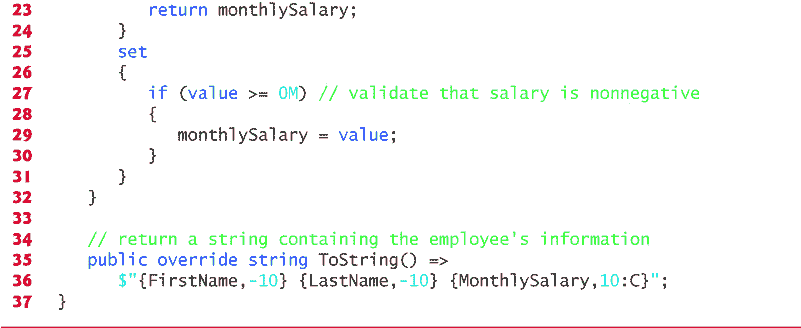 23 return monthlySalary;
24 }
25 set
26 {
27 if (value >= 0M) // validate that salary is nonnegative
28 {
29 monthlySalary = value;
30 }
31 }
32 }
33
34 // return a string containing the employee's information
35 public override string ToString() =>
36 $"{FirstName,-10} {LastName,-10} {MonthlySalary,10:C}";
37 }